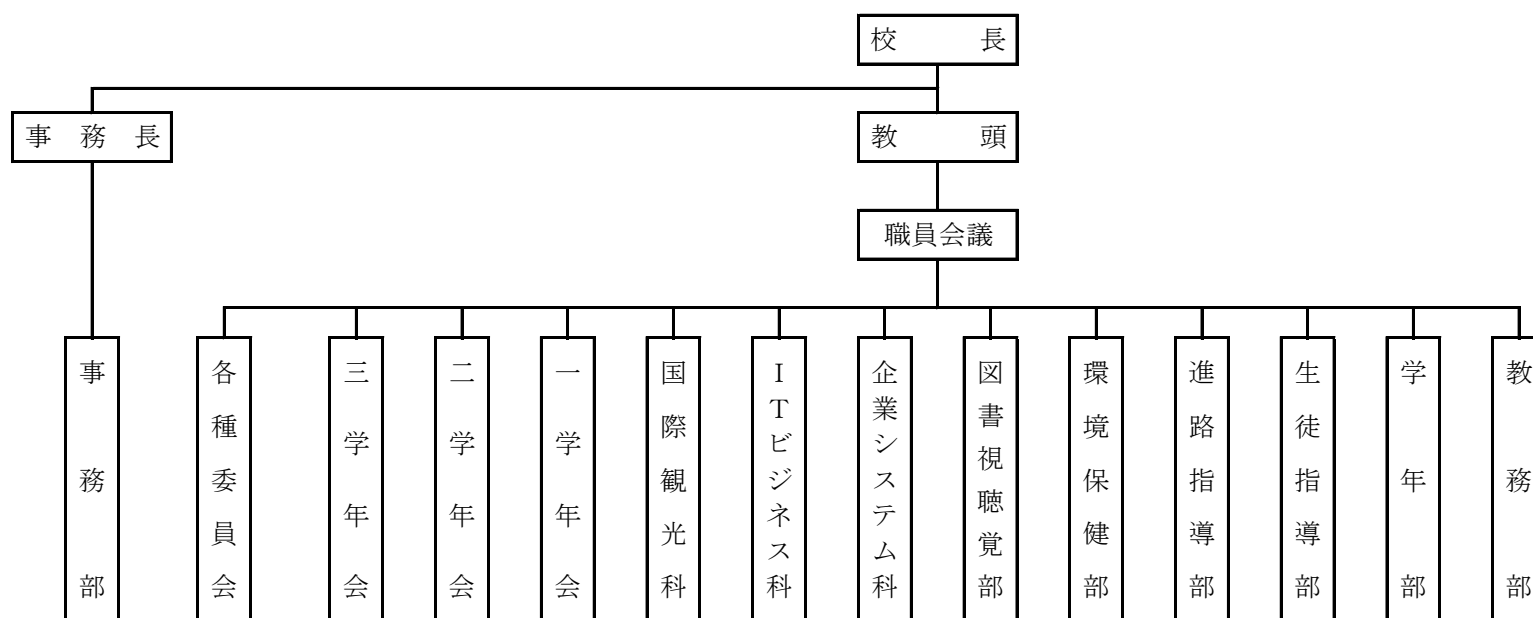 校長
事務長
教頭
職員会議
事務部
各種委員会
三学年会
二学年会
一学年会
国際観光科
ITビジネス科
企業システム科
図書視聴覚部
環境保健部
進路指導部
生徒指導部
学年部
教務部